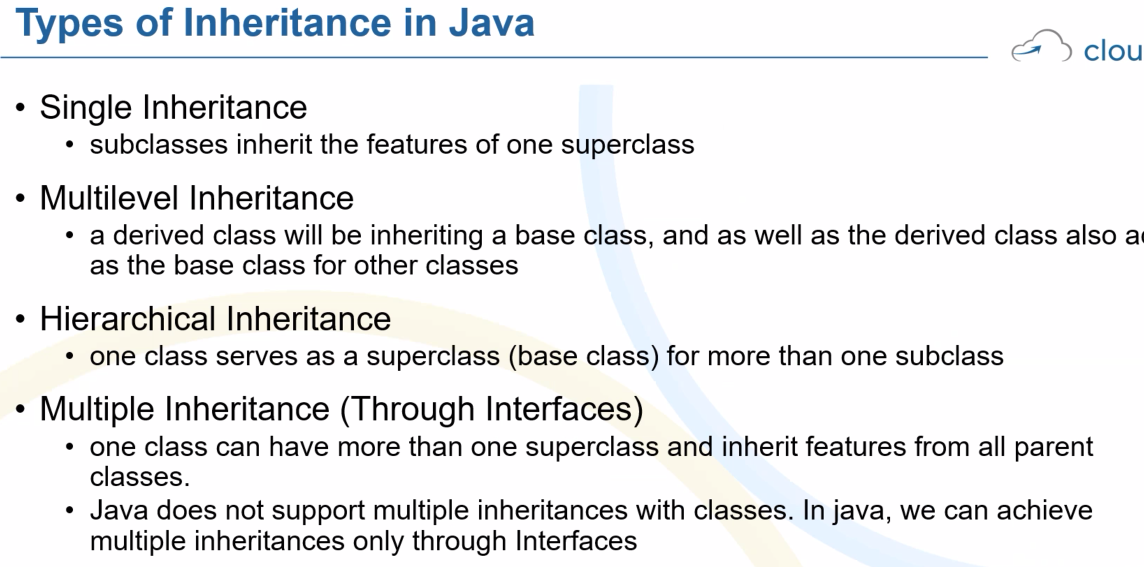 Types of Inheritance in Java
clou
• Single Inheritance
• subclasses inherit the features of one superclass
• Multilevel Inheritance
• a derived class will be inheriting a base class, and as well as the derived class also
as the base class for other classes
• Hierarchical Inheritance
• one class serves as a superclass (base class) for more than one subclass
• Multiple Inheritance (Through Interfaces)
• one class can have more than one superclass and inherit features from all parent
classes.
• Java does not support multiple inheritances with classes. In java, we can achieve
multiple inheritances only through Interfaces